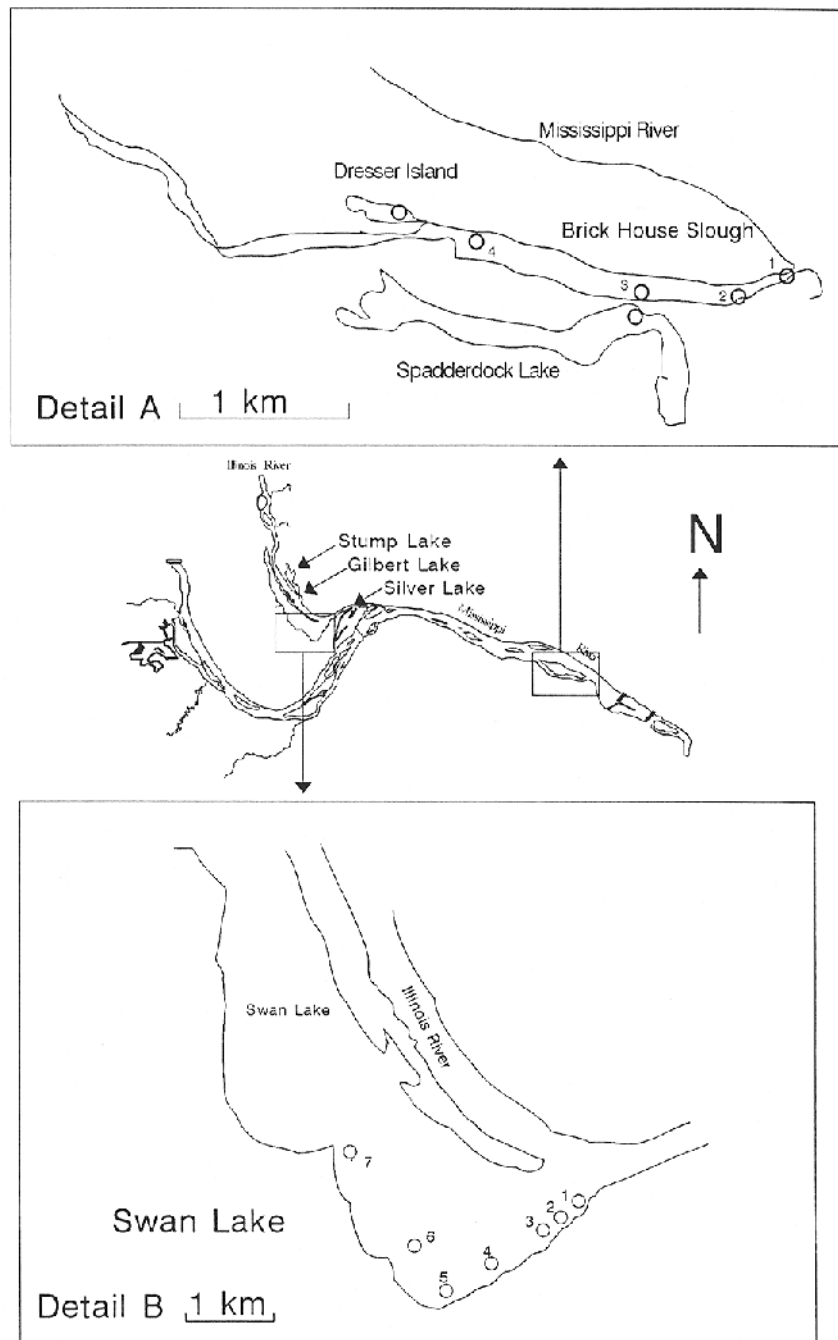 Mississippi River
Dresser Island
Brick House Slough
1
4
3
2
Spadderdock Lake
Detail A 1 km
Illinois River
Stump Lake
Gilbert Lake
Silver Lake
N
Mississippi
Swan Lake
Illinois River
7
1
2
3
Swan Lake
6
4
5
Detail B 1 km